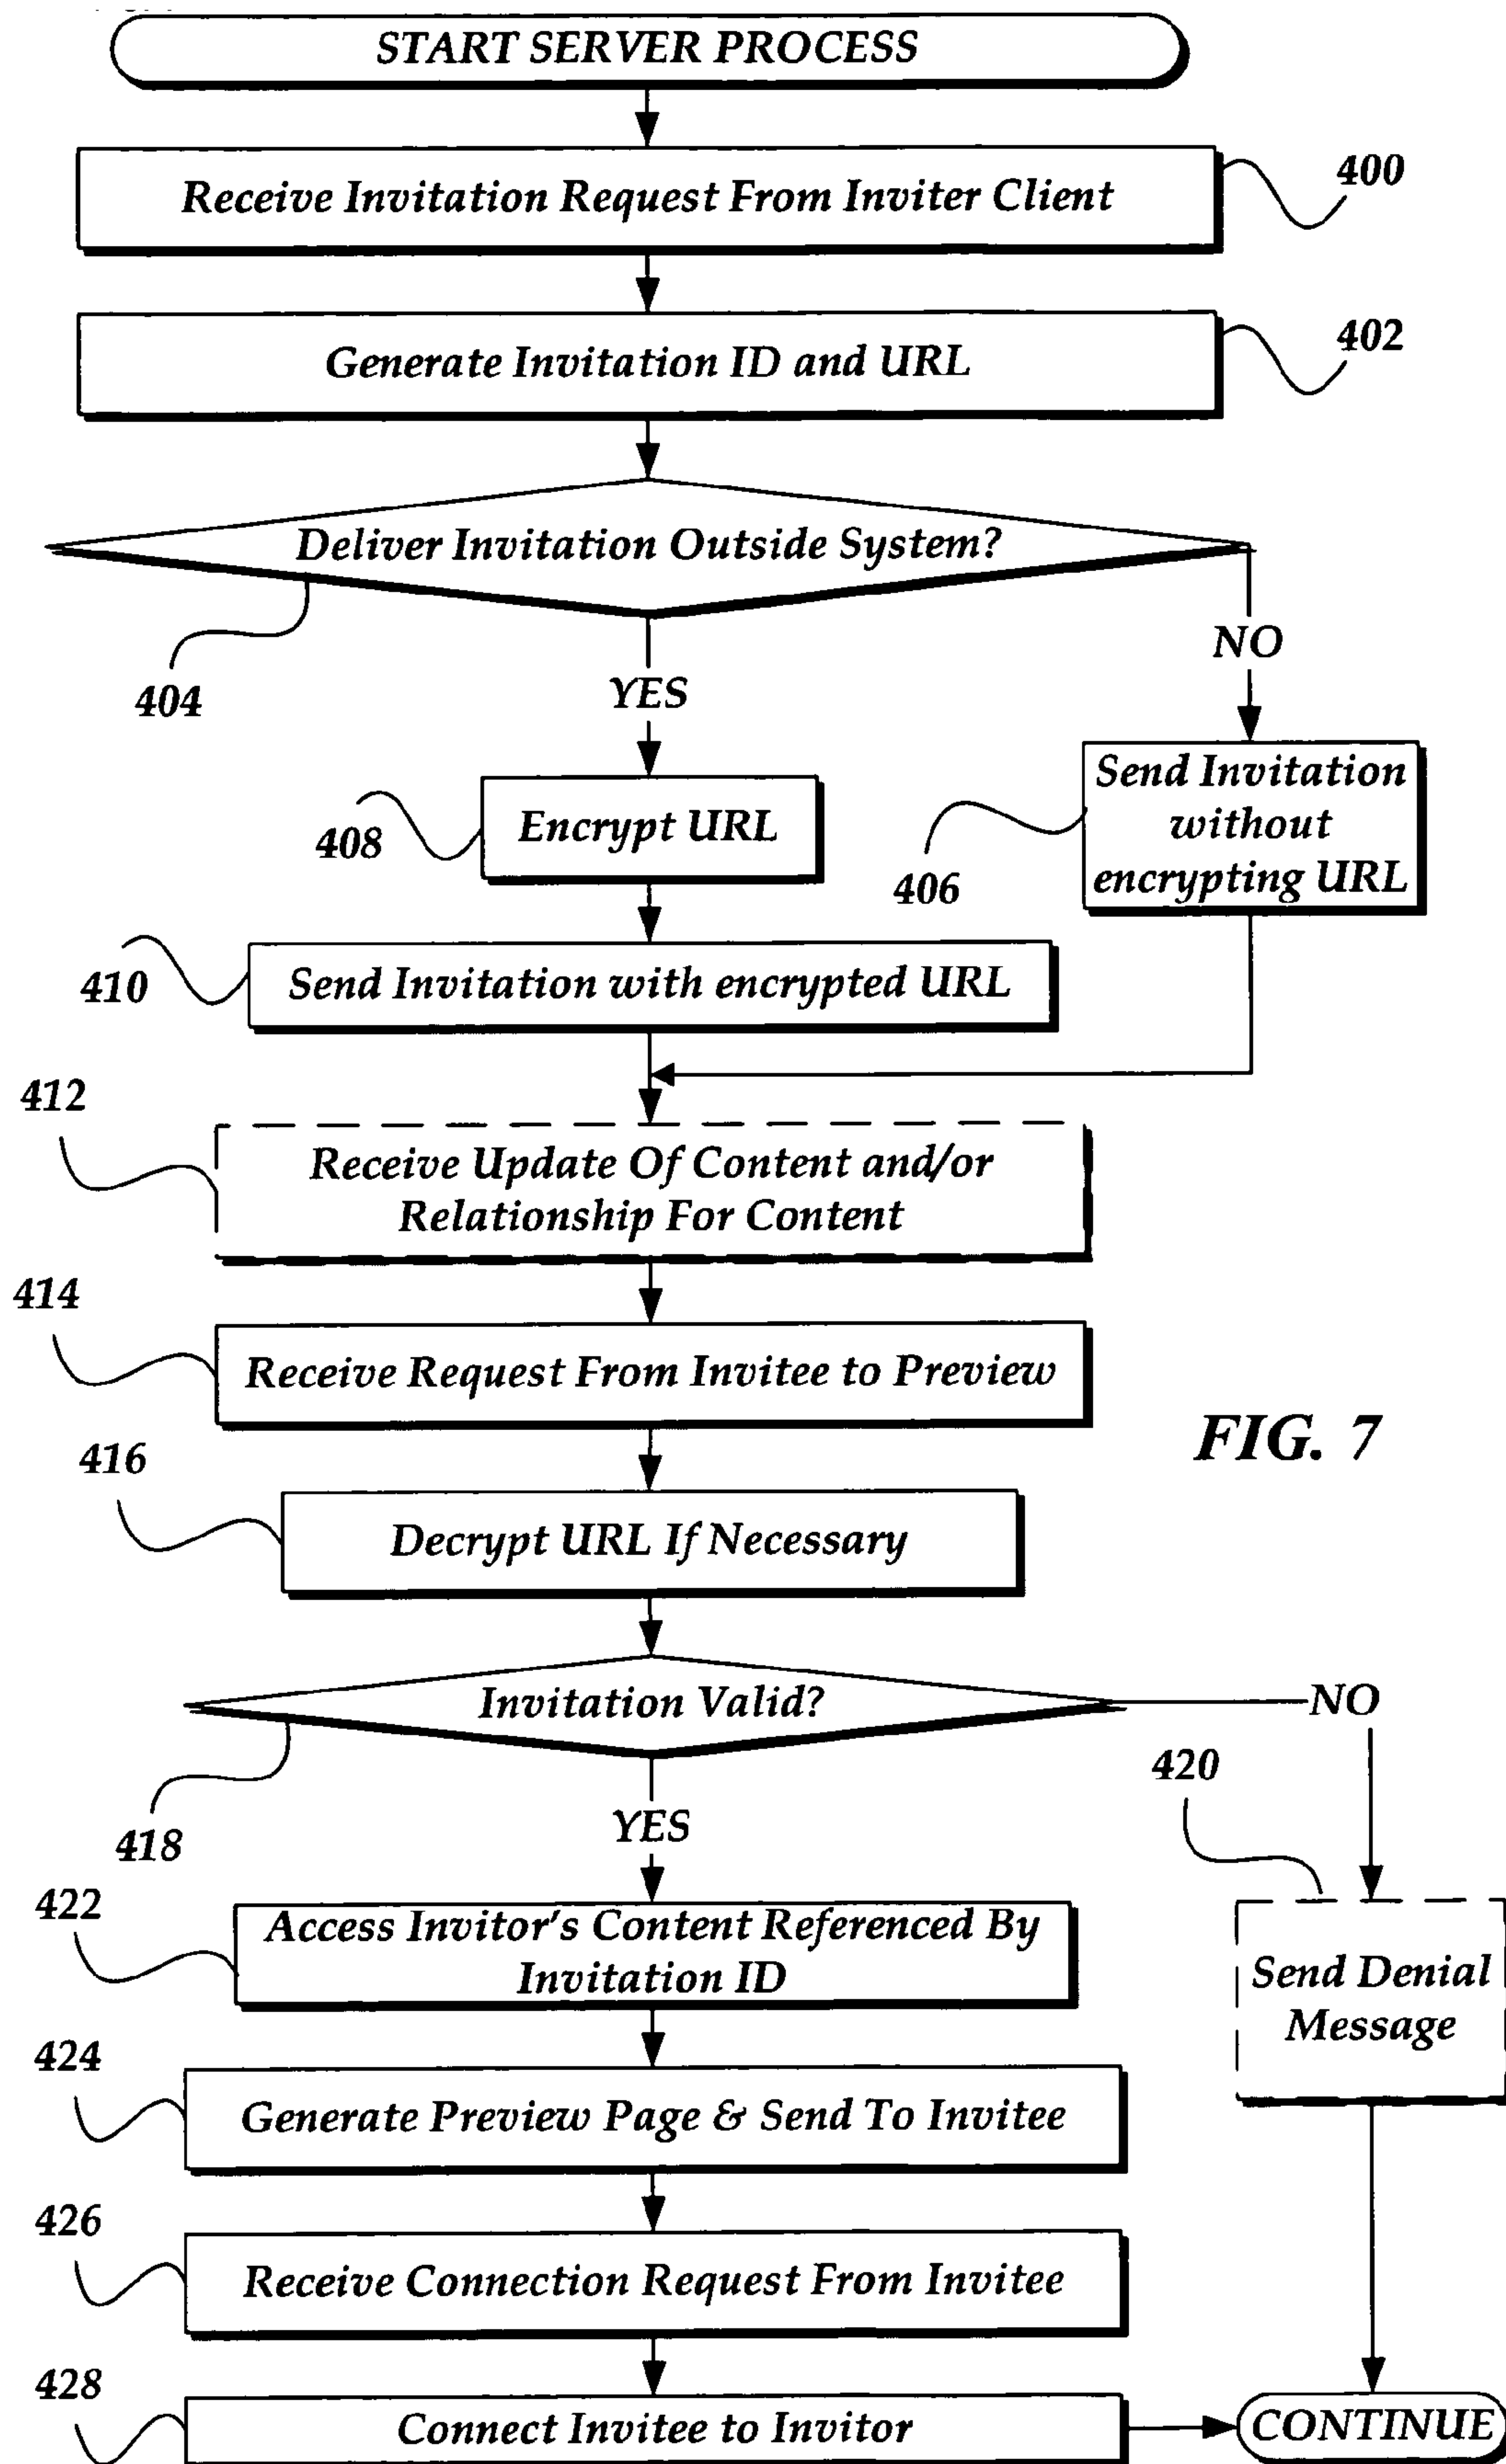 START SERVER PROCESS
Receive Invitation Request From Inviter Client
400
Generate Invitation ID and URL
402
Deliver Invitation Outside System?
404
NO
YES
Send Invitation
without
encrypting URL
406
408
Encrypt URL
410
Send Invitation with encrypted URL
412
Receive Update Of Content and/or
Relationship For Content
414
Receive Request From Invitee to Preview
FIG. 7
416
Decrypt URL If Necessary
Invitation Valid?
NO
418
YES
420
422
Access Invitor's Content Referenced By
Invitation ID
Send Denial
Message
424
Generate Preview Page & Send To Invitee
426
Receive Connection Request From Invitee
428
Connect Invitee to Invitor
CONTINUE